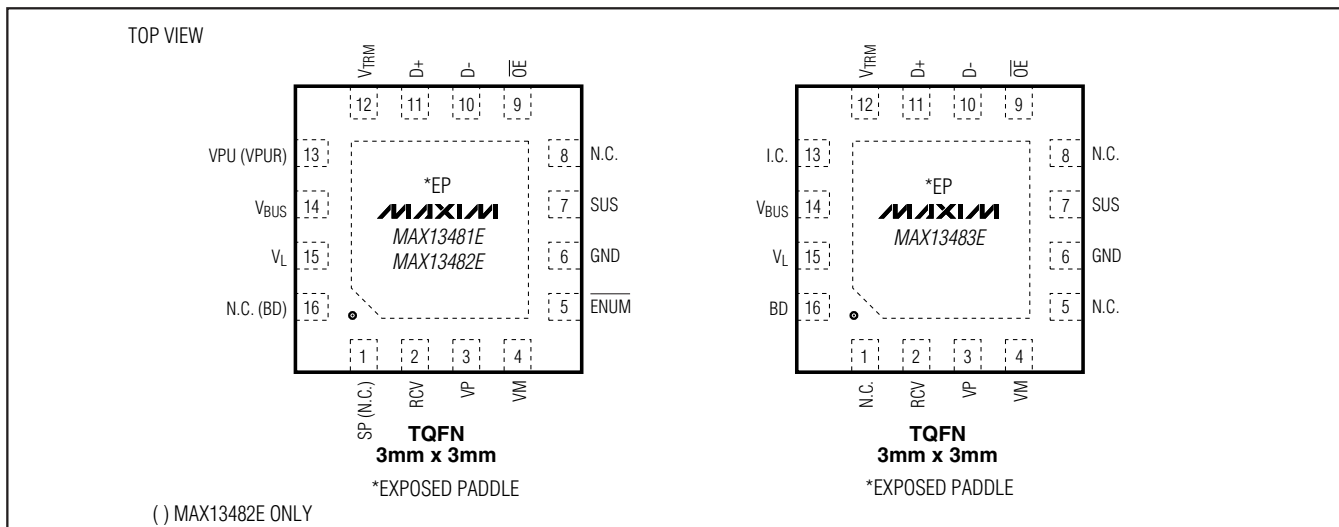 TOP VIEW
VTRM
D+
D-
OE
12
11
10
9
VPU (VPUR)
13
VBUS
14
VL
15
N.C. (BD)
16
*EP
MAXIM
MAX13481E
MAX13482E
8
N.C.
7
SUS
6
GND
5
ENUM
1
2
3
4
SP (N.C.)
RCV
VP
VM
TQFN
3mm x 3mm
*EXPOSED PADDLE
( ) MAX13482E ONLY
VTRM
D+
D-
OE
12
11
10
9
I.C.
13
VBUS
14
VL
15
BD
16
*EP
MAXIM
MAX13483E
8
N.C.
7
SUS
6
GND
5
N.C.
1
2
3
4
N.C.
RCV
VP
VM
TQFN
3mm x 3mm
*EXPOSED PADDLE